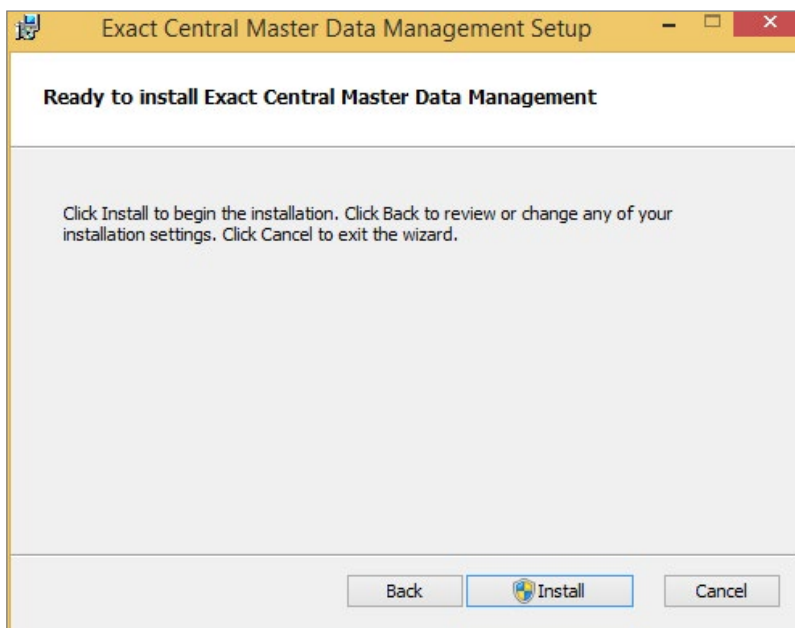 Exact Central Master Data Management Setup
Ready to install Exact Central Master Data Management
Click Install to begin the installation. Click Back to review or change any of your
installation settings. Click Cancel to exit the wizard.
Back Install Cancel